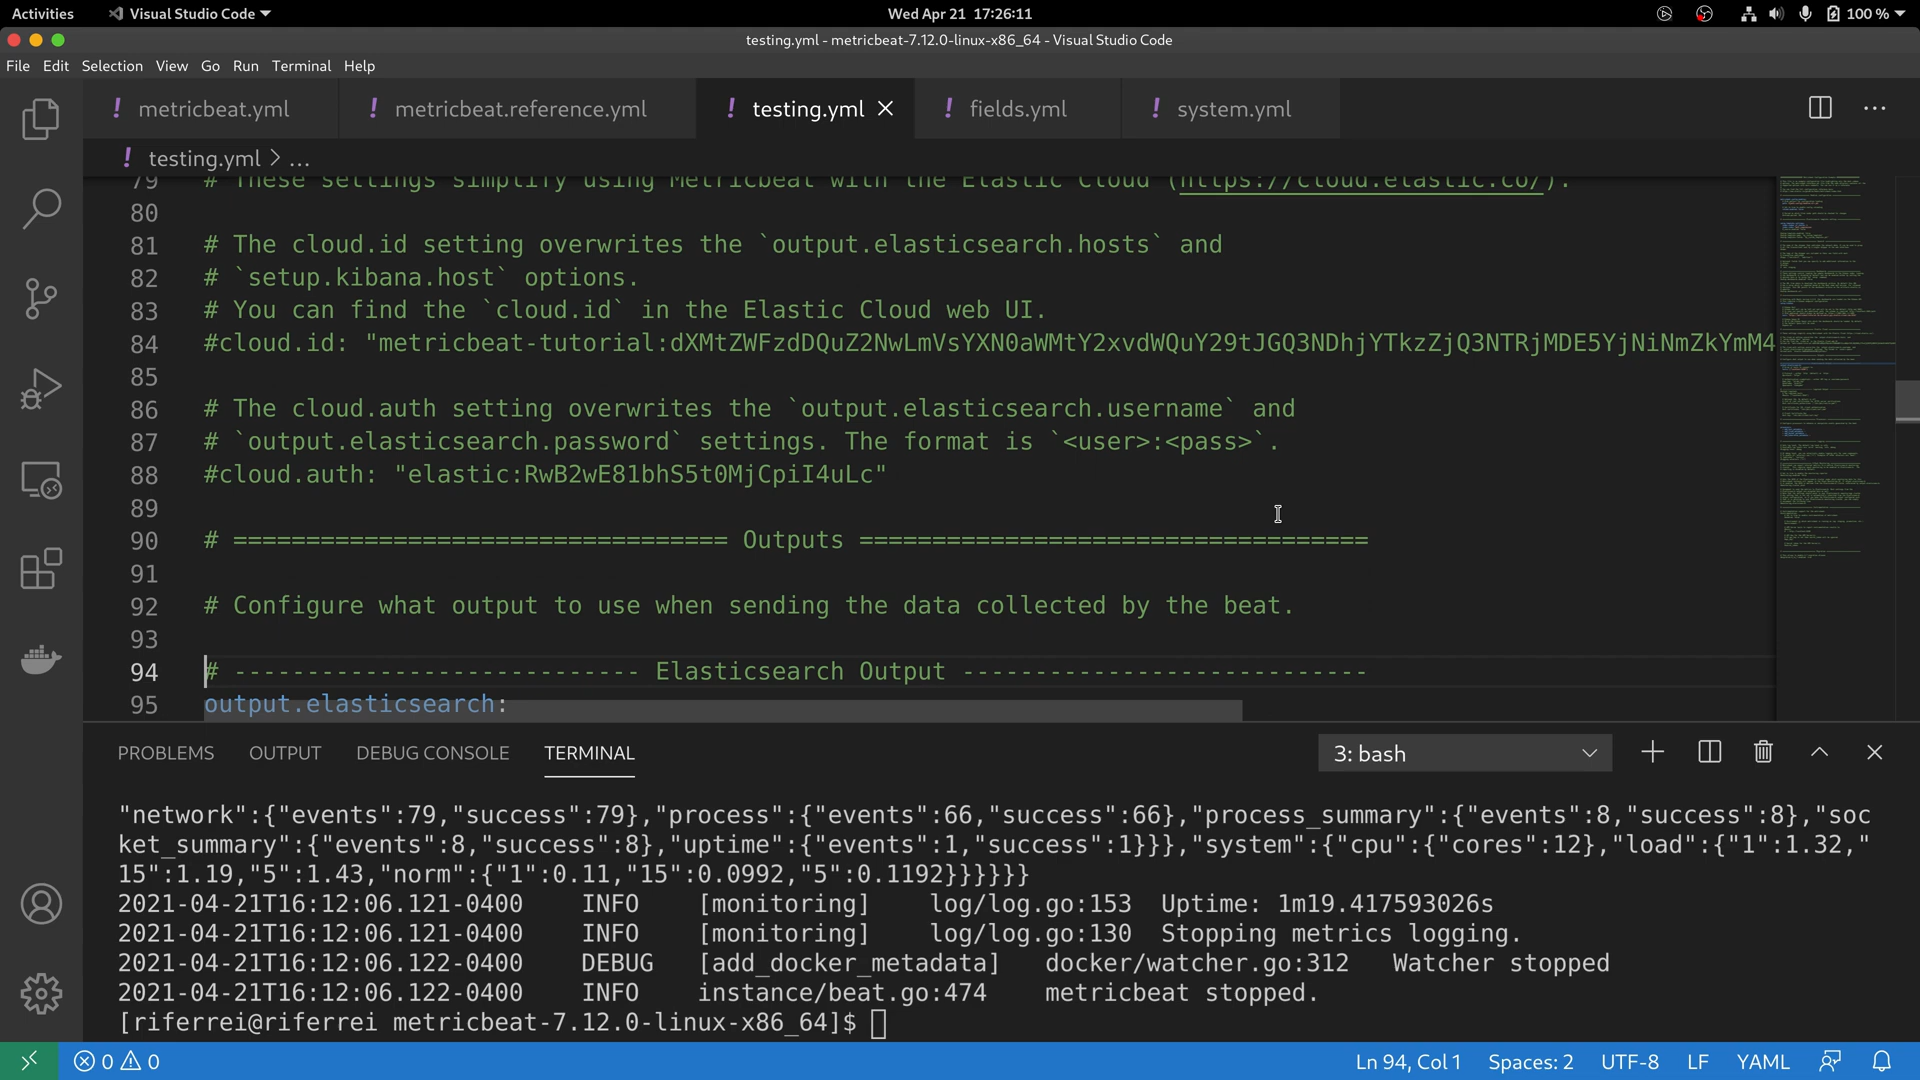 Activities Visual Studio Code Wed Apr 21 17:26:11 100 %
testing.yml - metricbeat-7.12.0-linux-x86_64 - Visual Studio Code
File Edit Selection View Go Run Terminal Help
! metricbeat.yml ! metricbeat.reference.yml ! testing.yml ! fields.yml ! system.yml
! testing.yml > ...
79 # These settings simplify using Metricbeat with the Elastic Cloud (https://cloud.elastic.co/).
80
81 # The cloud.id setting overwrites the `output.elasticsearch.hosts` and
82 # `setup.kibana.host` options.
83 # You can find the `cloud.id` in the Elastic Cloud web UI.
84 #cloud.id: "metricbeat-tutorial:dXMtZWFzdDQuZ2NwLmVsYXN0aWMtY2xvdWQuY29tJGQ3NDhjYTkzZjQ3NTRjMDE5YjNiNmZkYmM4
85
86 # The cloud.auth setting overwrites the `output.elasticsearch.username` and
87 # `output.elasticsearch.password` settings. The format is `<user>:<pass>`.
88 #cloud.auth: "elastic:RwB2wE81bhS5t0MjCpiI4uLc"
89
90 # ================================== Outputs ===================================
91
92 # Configure what output to use when sending the data collected by the beat.
93
94 # ---------------------------- Elasticsearch Output ----------------------------
95 output.elasticsearch:
PROBLEMS OUTPUT DEBUG CONSOLE TERMINAL 3: bash
"network":{"events":79,"success":79},"process":{"events":66,"success":66},"process_summary":{"events":8,"success":8},"soc
ket_summary":{"events":8,"success":8},"uptime":{"events":1,"success":1}}},"system":{"cpu":{"cores":12},"load":{"1":1.32,"
15":1.19,"5":1.43,"norm":{"1":0.11,"15":0.0992,"5":0.1192}}}}}}
2021-04-21T16:12:06.121-0400 INFO [monitoring] log/log.go:153 Uptime: 1m19.417593026s
2021-04-21T16:12:06.121-0400 INFO [monitoring] log/log.go:130 Stopping metrics logging.
2021-04-21T16:12:06.122-0400 DEBUG [add_docker_metadata] docker/watcher.go:312 Watcher stopped
2021-04-21T16:12:06.122-0400 INFO instance/beat.go:474 metricbeat stopped.
[riferrei@riferrei metricbeat-7.12.0-linux-x86_64]$
0 0 Ln 94, Col 1 Spaces: 2 UTF-8 LF YAML